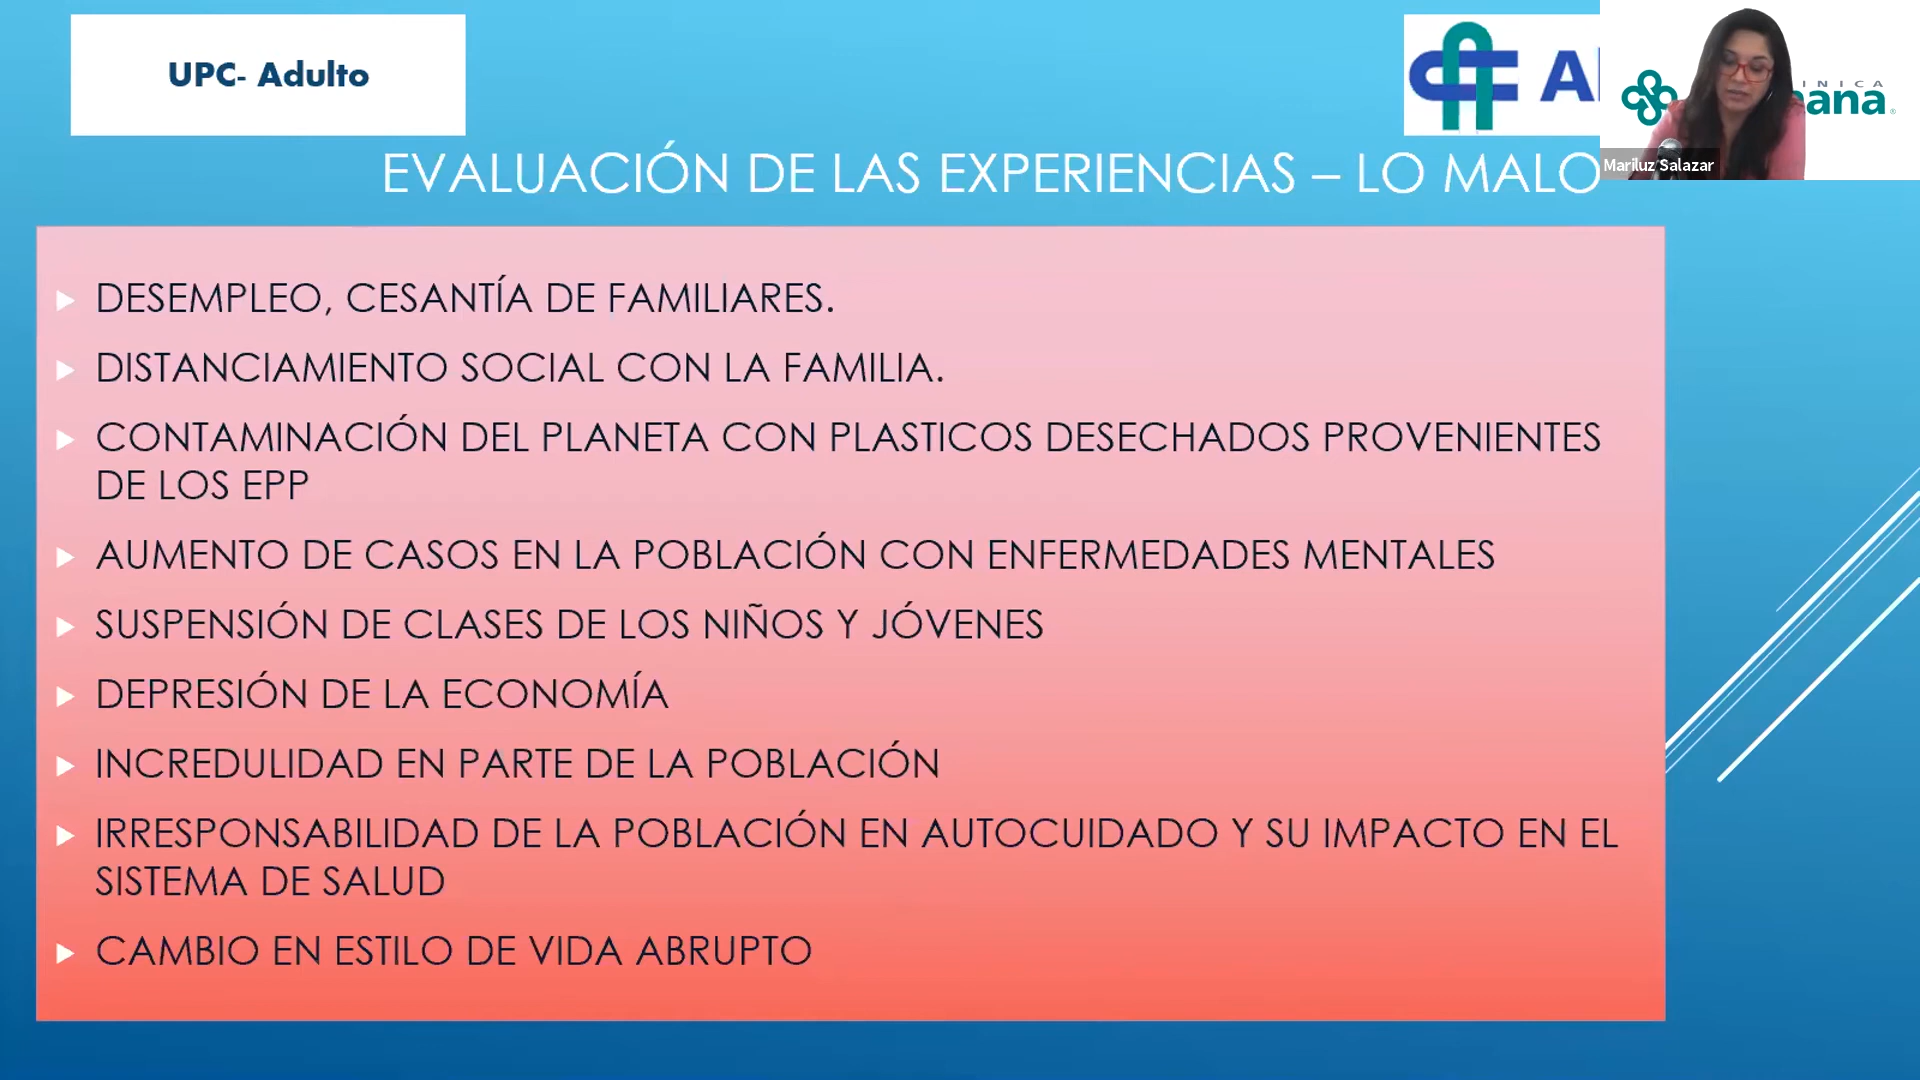 UPC- Adulto
INICA
ana
Mariluz Salazar
EVALUACIÓN DE LAS EXPERIENCIAS – LO MALO
DESEMPLEO, CESANTÍA DE FAMILIARES.
DISTANCIAMIENTO SOCIAL CON LA FAMILIA.
CONTAMINACIÓN DEL PLANETA CON PLASTICOS DESECHADOS PROVENIENTES
DE LOS EPP
AUMENTO DE CASOS EN LA POBLACIÓN CON ENFERMEDADES MENTALES
SUSPENSIÓN DE CLASES DE LOS NIÑOS Y JÓVENES
DEPRESIÓN DE LA ECONOMÍA
INCREDULIDAD EN PARTE DE LA POBLACIÓN
IRRESPONSABILIDAD DE LA POBLACIÓN EN AUTOCUIDADO Y SU IMPACTO EN EL
SISTEMA DE SALUD
CAMBIO EN ESTILO DE VIDA ABRUPTO